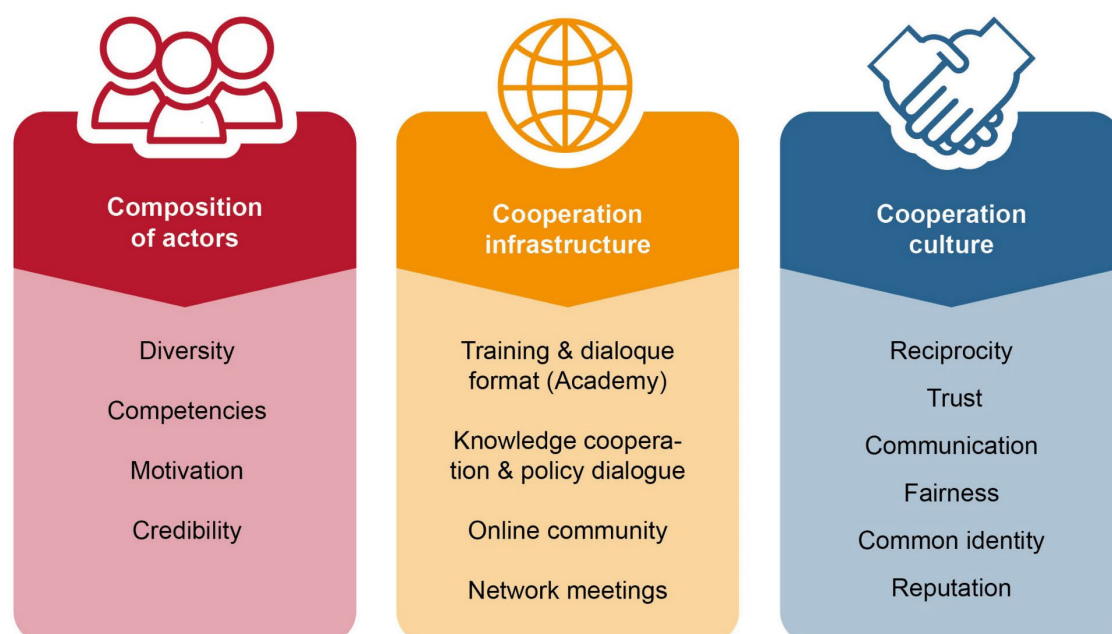 Composition
of actors
Diversity
Competencies
Motivation
Credibility
Cooperation
infrastructure
Training & dialoque
format (Academy)
Knowledge coopera-
tion & policy dialogue
Online community
Network meetings
Cooperation
culture
Reciprocity
Trust
Communication
Fairness
Common identity
Reputation